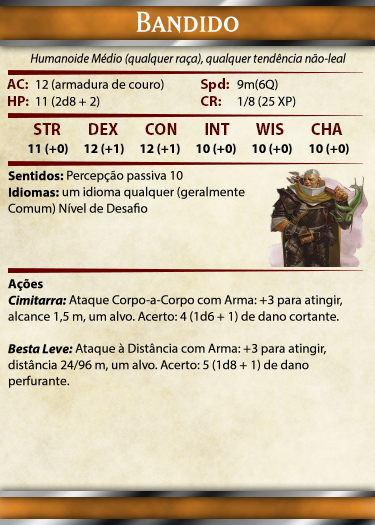 BANDIDO
Humanoide Médio (qualquer raça), qualquer tendência não-leal
AC: 12 (armadura de couro) Spd: 9m(6Q)
HP: 11 (2d8 + 2) CR: 1/8 (25 XP)
STR DEX CON INT WIS CHA
11 (+0) 12 (+1) 12 (+1) 10 (+0) 10 (+0) 10 (+0)
Sentidos: Percepção passiva 10
Idiomas: um idioma qualquer (geralmente
Comum) Nível de Desafio
Ações
Cimitarra: Ataque Corpo-a-Corpo com Arma: +3 para atingir,
alcance 1,5 m, um alvo. Acerto: 4 (1d6 + 1) de dano cortante.
Besta Leve: Ataque à Distância com Arma: +3 para atingir,
distância 24/96 m, um alvo. Acerto: 5 (1d8 + 1) de dano
perfurante.